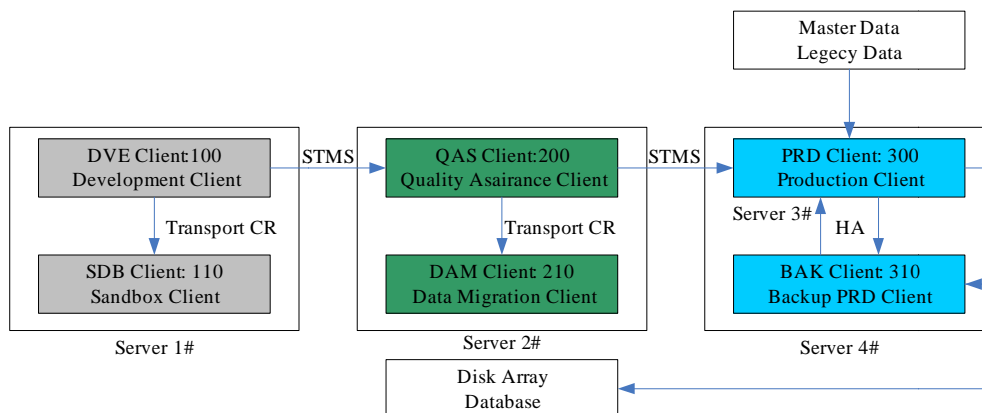 Master Data
Legecy Data
DVE Client:100
Development Client
STMS
QAS Client:200
Quality Asairance Client
STMS
PRD Client: 300
Production Client
Transport CR
Transport CR
Server 3#
HA
SDB Client: 110
Sandbox Client
DAM Client: 210
Data Migration Client
BAK Client: 310
Backup PRD Client
Server 1#
Server 2#
Server 4#
Disk Array
Database